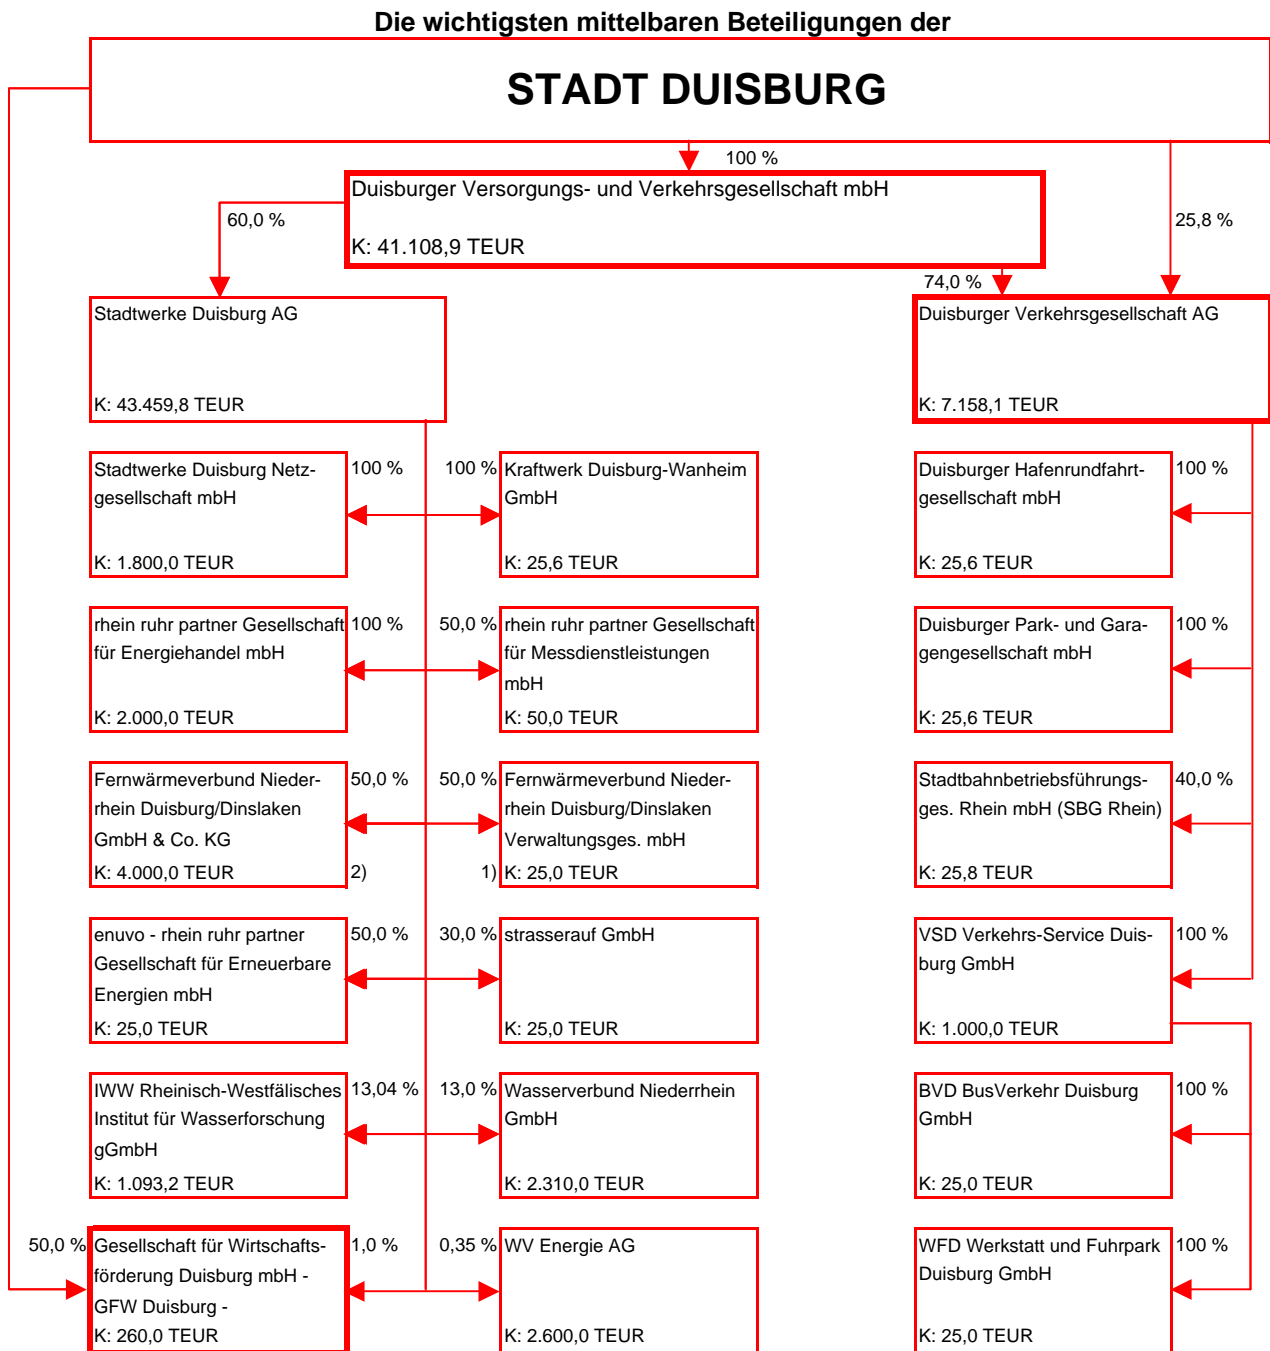 Die wichtigsten mittelbaren Beteiligungen der
STADT DUISBURG
100 %
Duisburger Versorgungs- und Verkehrsgesellschaft mbH
K: 41.108,9 TEUR
60,0 %
25,8 %
74,0 %
Stadtwerke Duisburg AG
K: 43.459,8 TEUR
Duisburger Verkehrsgesellschaft AG
K: 7.158,1 TEUR
Stadtwerke Duisburg Netz-
gesellschaft mbH
K: 1.800,0 TEUR
100 %
100 %
Kraftwerk Duisburg-Wanheim
GmbH
K: 25,6 TEUR
Duisburger Hafenrundfahrt-
gesellschaft mbH
K: 25,6 TEUR
100 %
rhein ruhr partner Gesellschaft
für Energiehandel mbH
K: 2.000,0 TEUR
100 %
50,0 %
rhein ruhr partner Gesellschaft
für Messdienstleistungen
mbH
K: 50,0 TEUR
Duisburger Park- und Gara-
gengesellschaft mbH
K: 25,6 TEUR
100 %
Fernwärmeverbund Nieder-
rhein Duisburg/Dinslaken
GmbH & Co. KG
K: 4.000,0 TEUR
50,0 %
2)
50,0 %
1)
Fernwärmeverbund Nieder-
rhein Duisburg/Dinslaken
Verwaltungsges. mbH
K: 25,0 TEUR
Stadtbahnbetriebsführungs-
ges. Rhein mbH (SBG Rhein)
K: 25,8 TEUR
40,0 %
enuvo - rhein ruhr partner
Gesellschaft für Erneuerbare
Energien mbH
K: 25,0 TEUR
50,0 %
30,0 %
strasserauf GmbH
K: 25,0 TEUR
VSD Verkehrs-Service Duis-
burg GmbH
K: 1.000,0 TEUR
100 %
IWW Rheinisch-Westfälisches
Institut für Wasserforschung
gGmbH
K: 1.093,2 TEUR
13,04 %
13,0 %
Wasserverbund Niederrhein
GmbH
K: 2.310,0 TEUR
BVD BusVerkehr Duisburg
GmbH
K: 25,0 TEUR
100 %
50,0 %
Gesellschaft für Wirtschafts-
förderung Duisburg mbH -
GFW Duisburg -
K: 260,0 TEUR
1,0 %
0,35 %
WV Energie AG
K: 2.600,0 TEUR
WFD Werkstatt und Fuhrpark
Duisburg GmbH
K: 25,0 TEUR
100 %